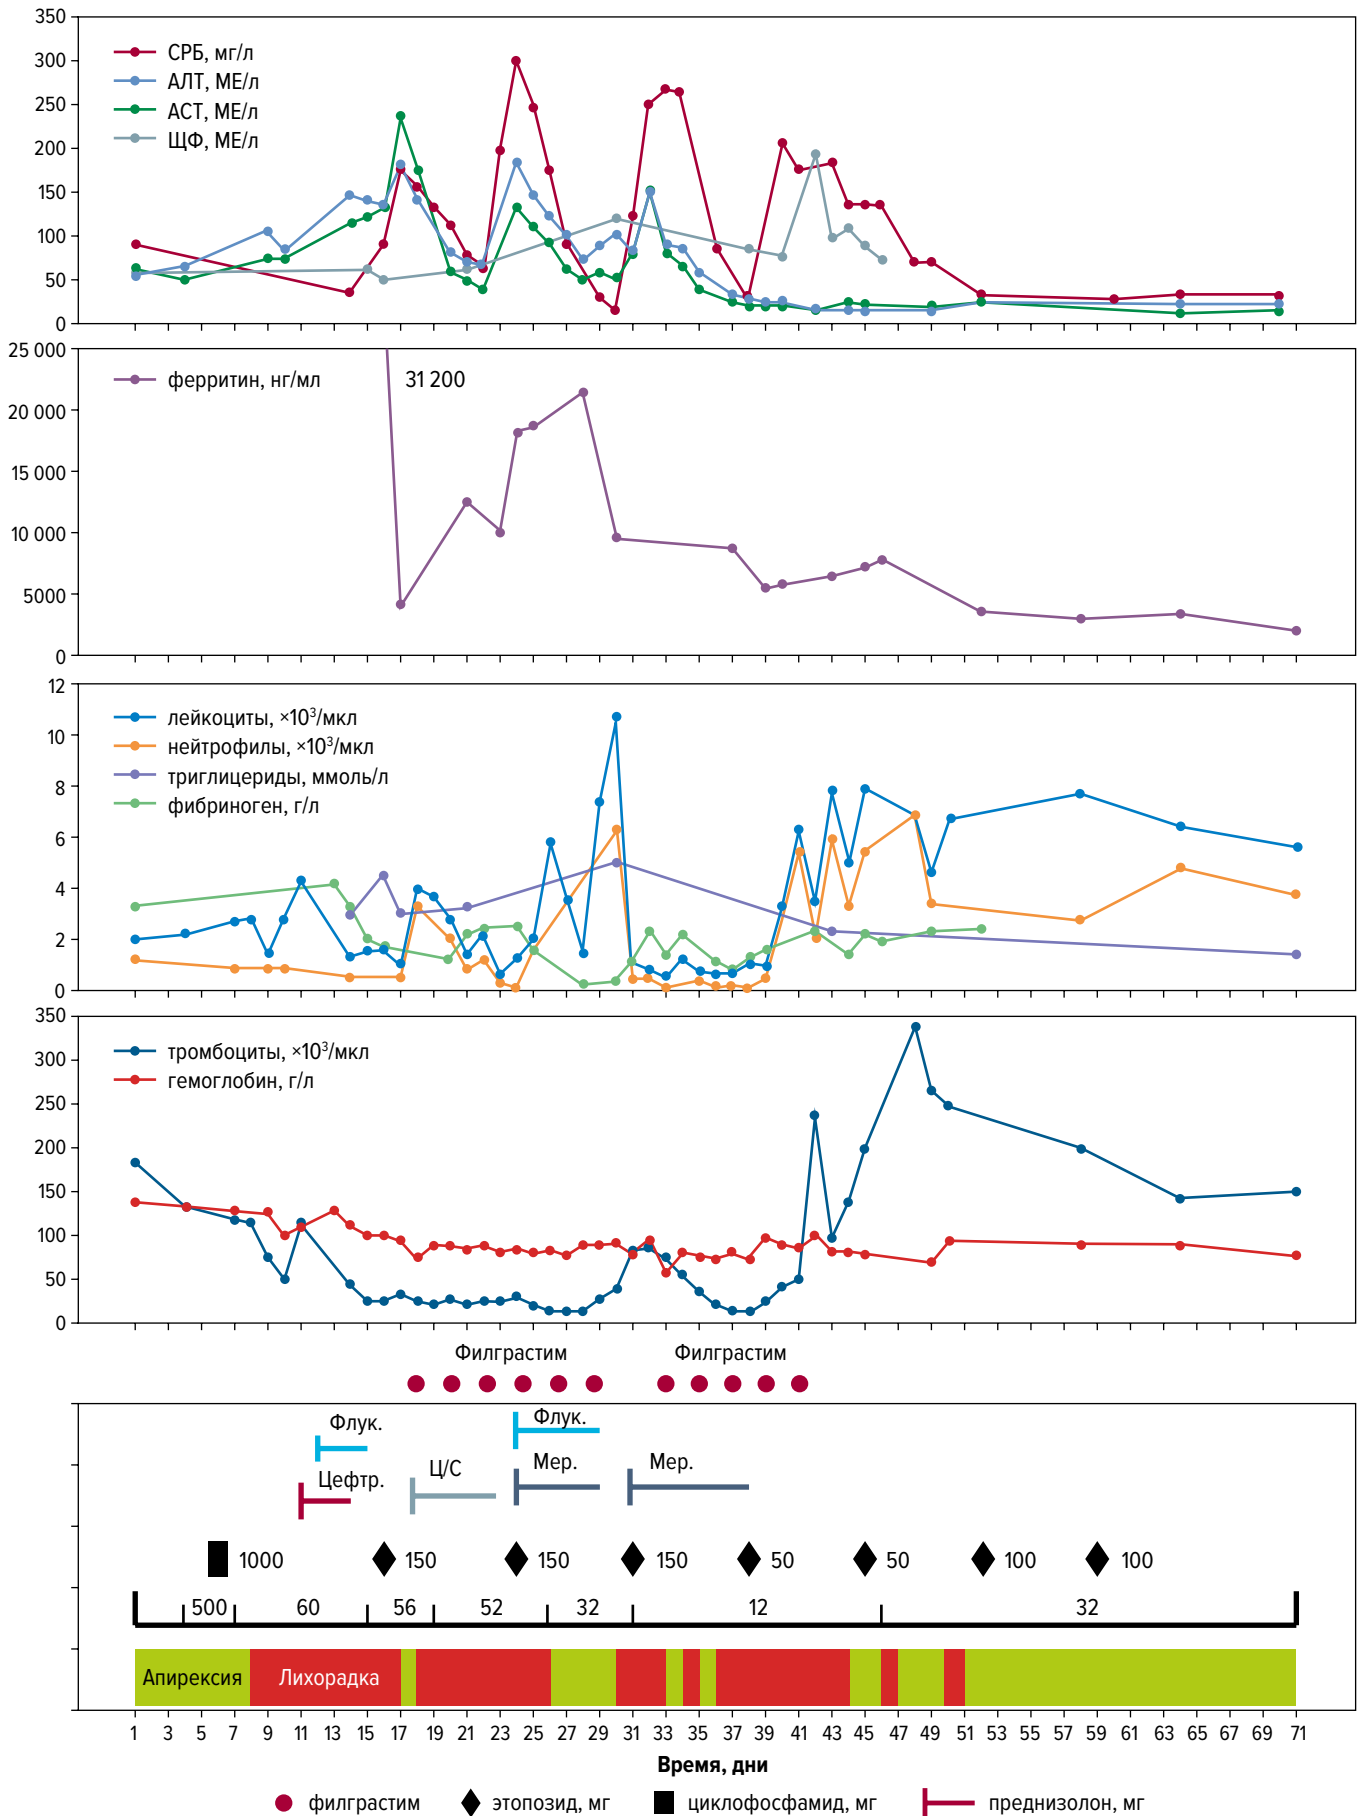 350
300
250
200
150
100
50
0
СРБ, мг/л
АЛТ, МЕ/л
АСТ, МЕ/л
ЩФ, МЕ/л
25 000
20 000
15 000
10 000
5000
0
ферритин, нг/мл
31 200
12
10
8
6
4
2
0
лейкоциты, ×10³/мкл
нейтрофилы, ×10³/мкл
триглицериды, ммоль/л
фибриноген, г/л
350
300
250
200
150
100
50
0
тромбоциты, ×10³/мкл
гемоглобин, г/л
Филграстим Филграстим
Флук. Флук.
Цефтр. Ц/С Мер. Мер.
1000 150 150 150 50 50 100 100
500 60 56 52 32 12 32
Апирексия Лихорадка
1 3 5 7 9 11 13 15 17 19 21 23 25 27 29 31 33 35 37 39 41 43 45 47 49 51 53 55 57 59 61 63 65 67 69 71
Время, дни
филграстим этопозид, мг циклофосфамид, мг преднизолон, мг